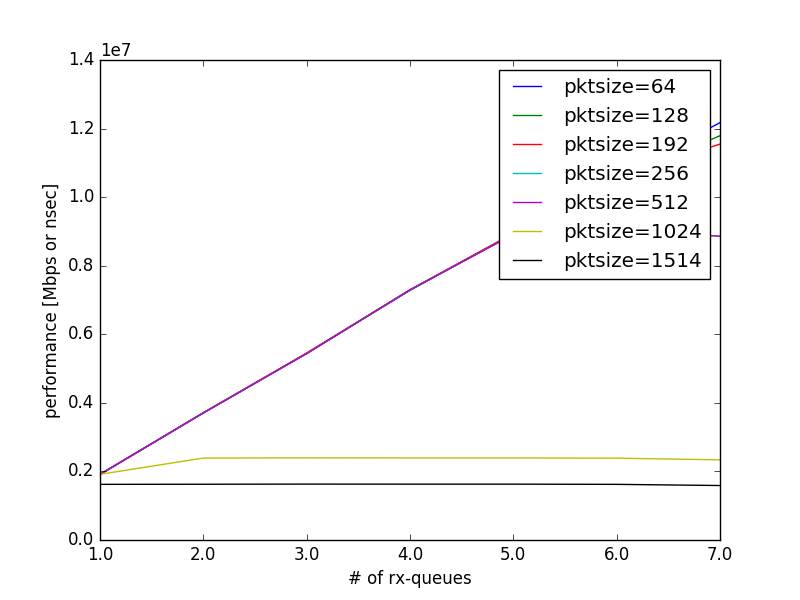 1e7
1.4
1.2
1.0
0.8
0.6
0.4
0.2
0.0
performance [Mbps or nsec]
pktsize=64
pktsize=128
pktsize=192
pktsize=256
pktsize=512
pktsize=1024
pktsize=1514
1.0 2.0 3.0 4.0 5.0 6.0 7.0
# of rx-queues